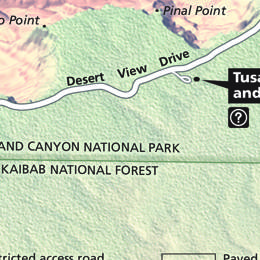 o Point
Pinal Point
Desert View Drive
Tusa
and
?
AND CANYON NATIONAL PARK
KAIBAB NATIONAL FOREST
tricted access road
Paved